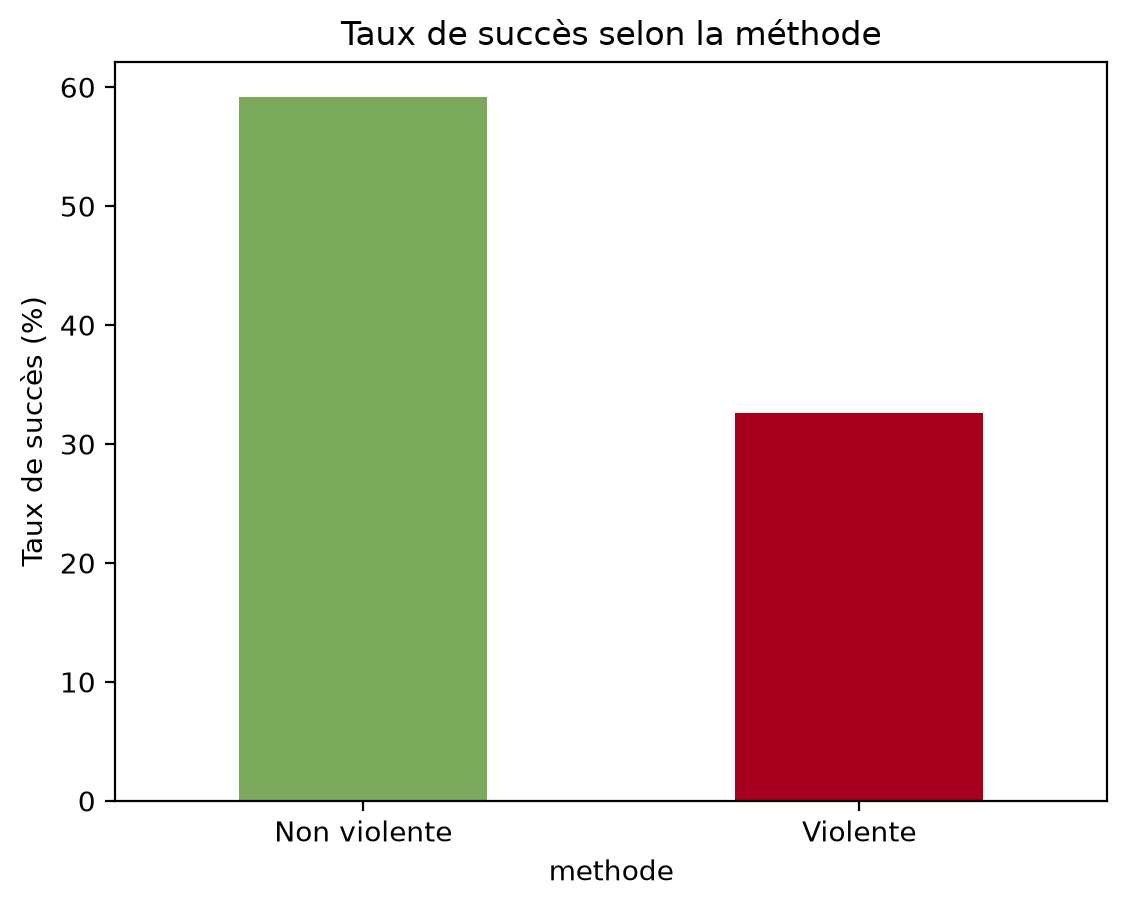 Taux de succès selon la méthode
Taux de succès (%)
60
50
40
30
20
10
0
Non violente
Violente
methode